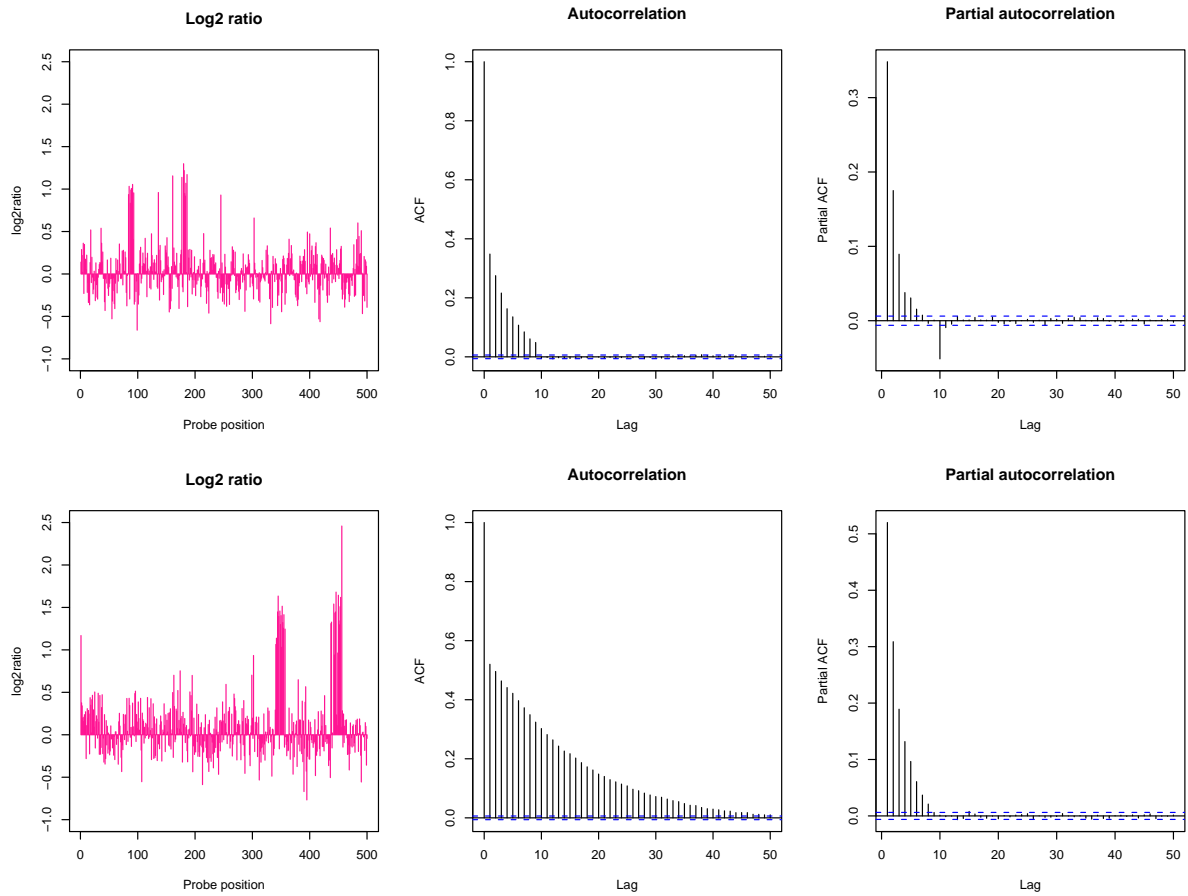 Log2 ratio
log2ratio
2.5
2.0
1.5
1.0
0.5
0.0
−0.5
−1.0
0 100 200 300 400 500
Probe position
Autocorrelation
ACF
1.0
0.8
0.6
0.4
0.2
0.0
0 10 20 30 40 50
Lag
Partial autocorrelation
Partial ACF
0.3
0.2
0.1
0.0
0 10 20 30 40 50
Lag
Log2 ratio
log2ratio
2.5
2.0
1.5
1.0
0.5
0.0
−0.5
−1.0
0 100 200 300 400 500
Probe position
Autocorrelation
ACF
1.0
0.8
0.6
0.4
0.2
0.0
0 10 20 30 40 50
Lag
Partial autocorrelation
Partial ACF
0.5
0.4
0.3
0.2
0.1
0.0
0 10 20 30 40 50
Lag